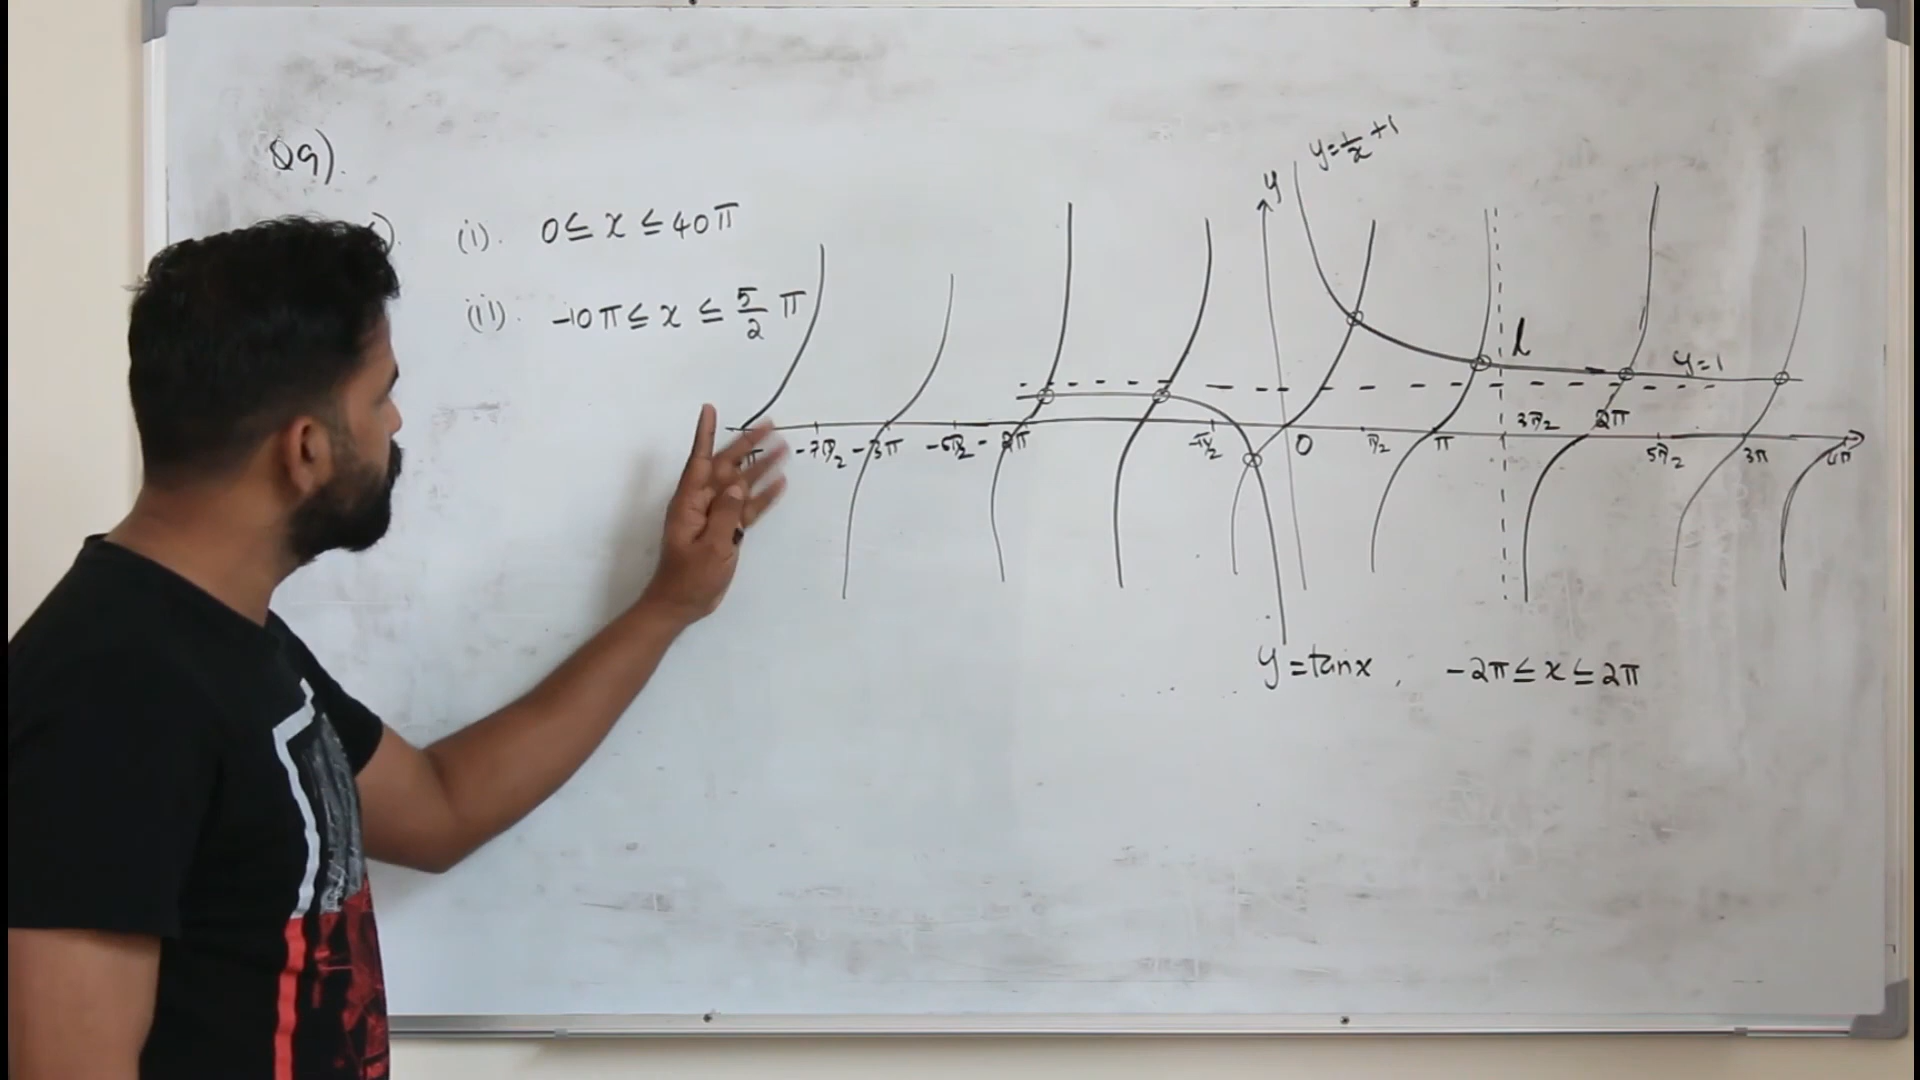 Q9).
).
(i). 0 ≤ x ≤ 40π
(ii). -10π ≤ x ≤ 5/2 π
y
y = 1/x + 1
l
y = 1
-7π/2 -3π -5π/2 -2π -π/2 0 π/2 π 3π/2 2π 5π/2 3π 4π
y = tan x , -2π ≤ x ≤ 2π